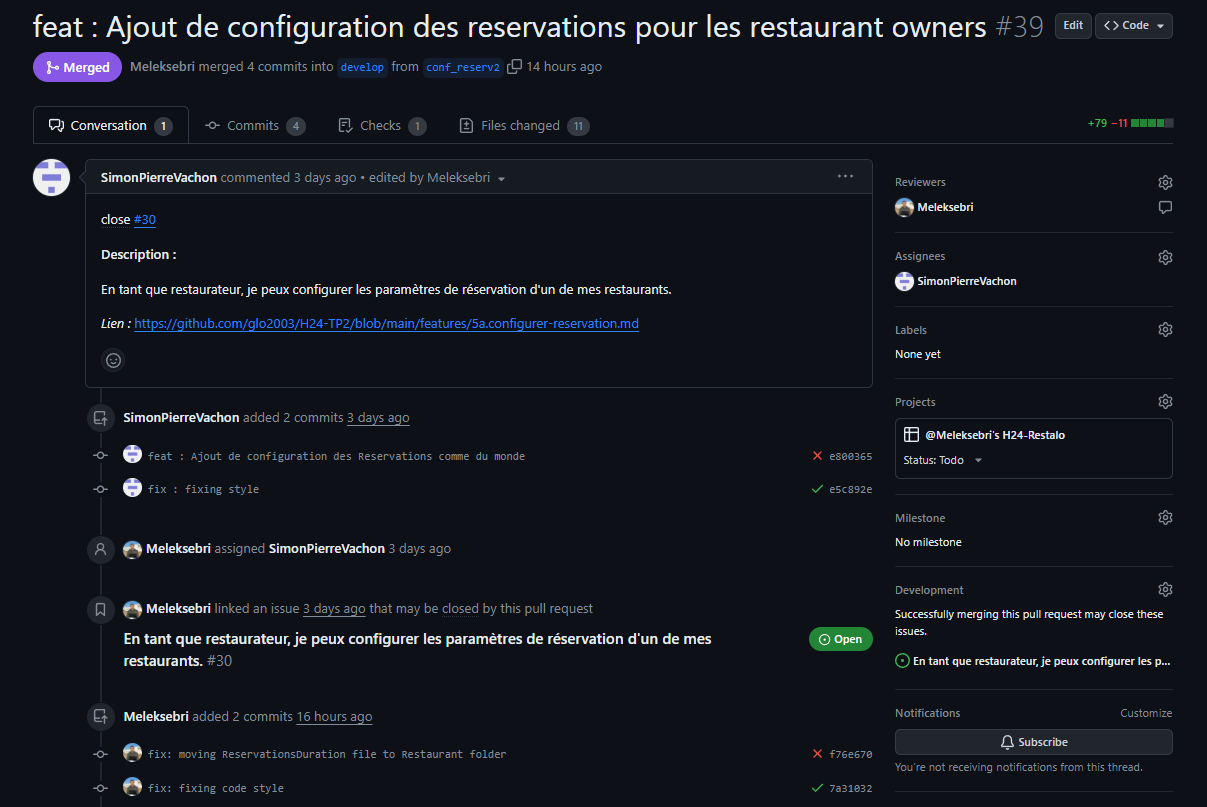 feat : Ajout de configuration des reservations pour les restaurant owners #39 Edit Code
Merged Meleksebri merged 4 commits into develop from conf_reserv2 14 hours ago
Conversation 1 Commits 4 Checks 1 Files changed 11 +79 −11
SimonPierreVachon commented 3 days ago • edited by Meleksebri
close #30
Description :
En tant que restaurateur, je peux configurer les paramètres de réservation d'un de mes restaurants.
Lien : https://github.com/glo2003/H24-TP2/blob/main/features/5a.configurer-reservation.md
SimonPierreVachon added 2 commits 3 days ago
feat : Ajout de configuration des Reservations comme du monde e800365
fix : fixing style e5c892e
Meleksebri assigned SimonPierreVachon 3 days ago
Meleksebri linked an issue 3 days ago that may be closed by this pull request
En tant que restaurateur, je peux configurer les paramètres de réservation d'un de mes
restaurants. #30
Open
Meleksebri added 2 commits 16 hours ago
fix: moving ReservationsDuration file to Restaurant folder f76e670
fix: fixing code style 7a31032
Reviewers
Meleksebri
Assignees
SimonPierreVachon
Labels
None yet
Projects
@Meleksebri's H24-Restalo
Status: Todo
Milestone
No milestone
Development
Successfully merging this pull request may close these
issues.
En tant que restaurateur, je peux configurer les p...
Notifications Customize
Subscribe
You're not receiving notifications from this thread.